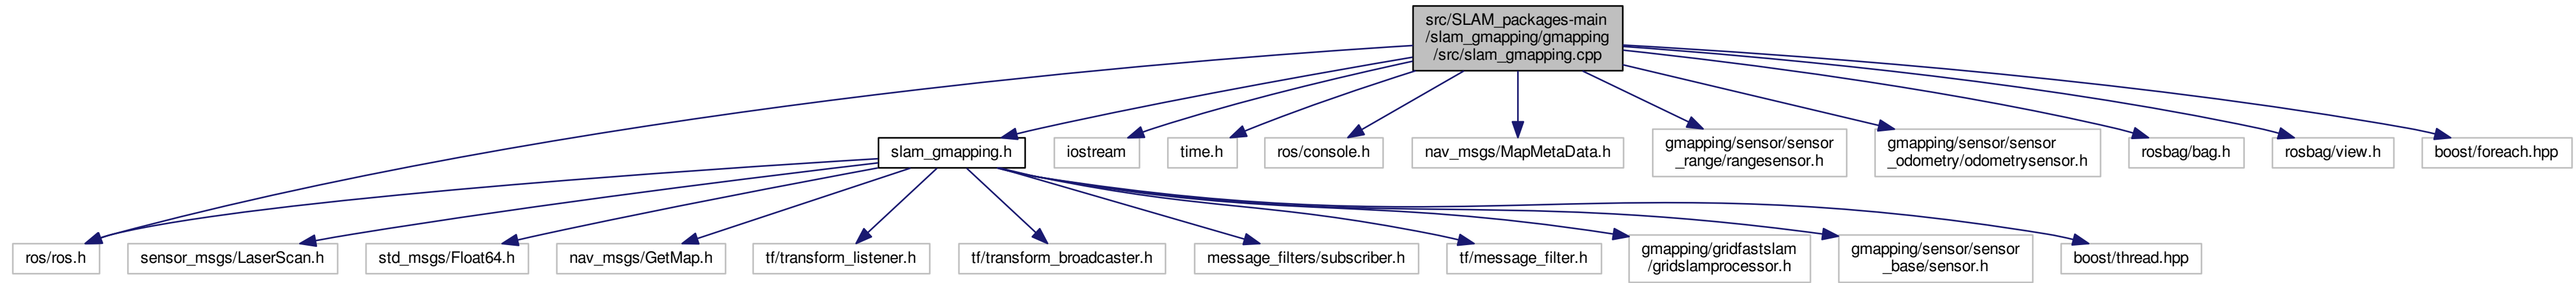 src/SLAM_packages-main
/slam_gmapping/gmapping
/src/slam_gmapping.cpp
slam_gmapping.h
iostream
time.h
ros/console.h
nav_msgs/MapMetaData.h
gmapping/sensor/sensor
_range/rangesensor.h
gmapping/sensor/sensor
_odometry/odometrysensor.h
rosbag/bag.h
rosbag/view.h
boost/foreach.hpp
ros/ros.h
sensor_msgs/LaserScan.h
std_msgs/Float64.h
nav_msgs/GetMap.h
tf/transform_listener.h
tf/transform_broadcaster.h
message_filters/subscriber.h
tf/message_filter.h
gmapping/gridfastslam
/gridslamprocessor.h
gmapping/sensor/sensor
_base/sensor.h
boost/thread.hpp